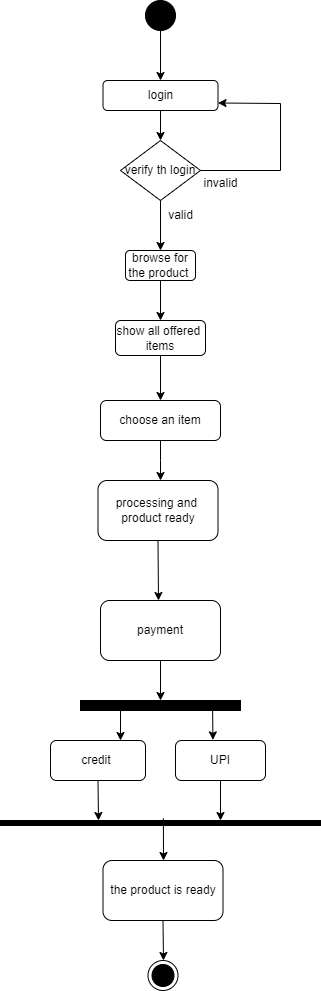 login
verify th login
invalid
valid
browse for
the product
show all offered
items
choose an item
processing and
product ready
payment
credit
UPI
the product is ready